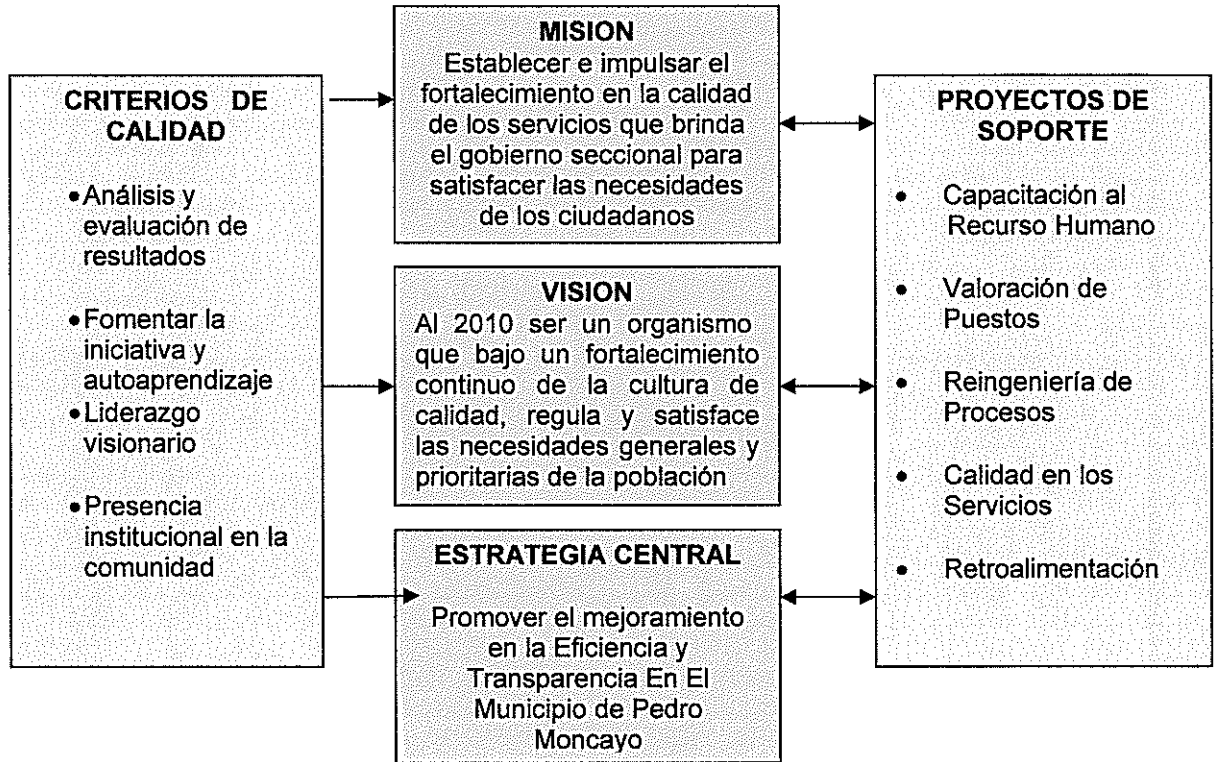 CRITERIOS DE
CALIDAD
•Análisis y
evaluación de
resultados
•Fomentar la
iniciativa y
autoaprendizaje
•Liderazgo
visionario
•Presencia
institucional en la
comunidad
MISION
Establecer e impulsar el
fortalecimiento en la calidad
de los servicios que brinda
el gobierno seccional para
satisfacer las necesidades
de los ciudadanos
VISION
Al 2010 ser un organismo
que bajo un fortalecimiento
continuo de la cultura de
calidad, regula y satisface
las necesidades generales y
prioritarias de la población
ESTRATEGIA CENTRAL
Promover el mejoramiento
en la Eficiencia y
Transparencia En El
Municipio de Pedro
Moncayo
PROYECTOS DE
SOPORTE
• Capacitación al
Recurso Humano
• Valoración de
Puestos
• Reingeniería de
Procesos
• Calidad en los
Servicios
• Retroalimentación